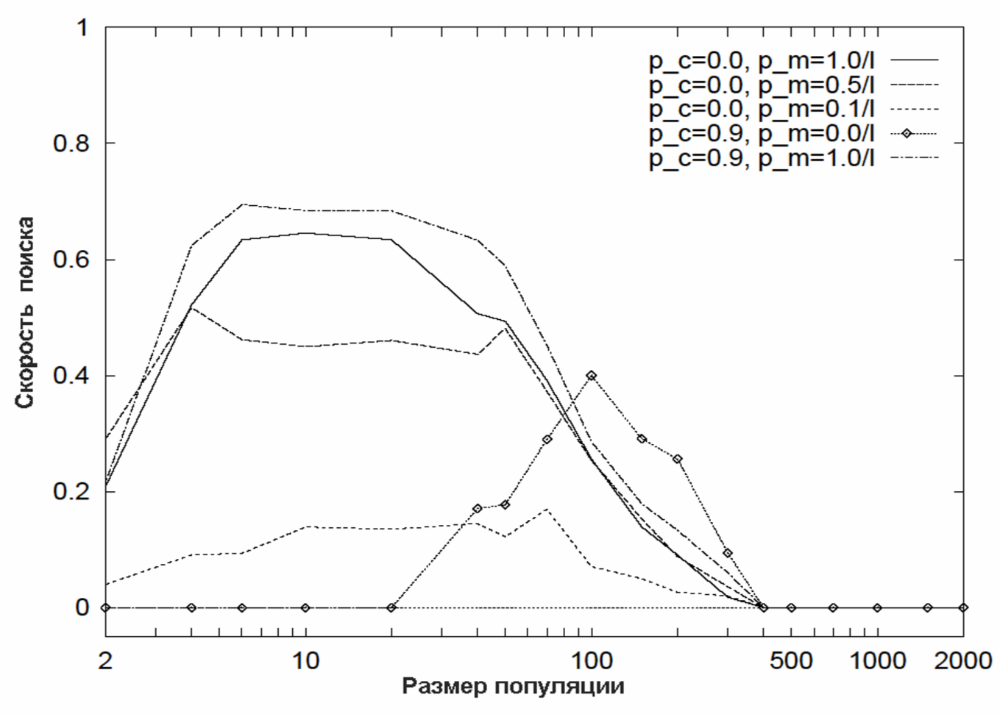 1
0.8
0.6
0.4
0.2
0
Скорость поиска
p_c=0.0, p_m=1.0/l
p_c=0.0, p_m=0.5/l
p_c=0.0, p_m=0.1/l
p_c=0.9, p_m=0.0/l
p_c=0.9, p_m=1.0/l
2 10 100 500 1000 2000
Размер популяции